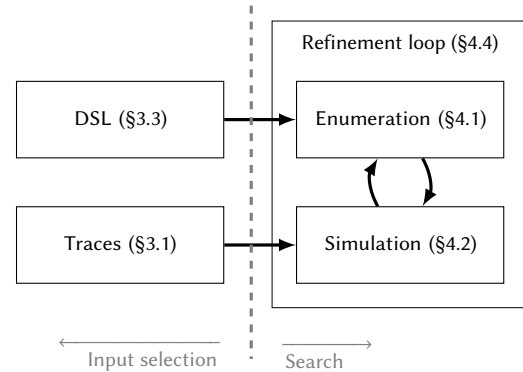 Refinement loop (§4.4)
DSL (§3.3)
Enumeration (§4.1)
Traces (§3.1)
Simulation (§4.2)
Input selection
Search